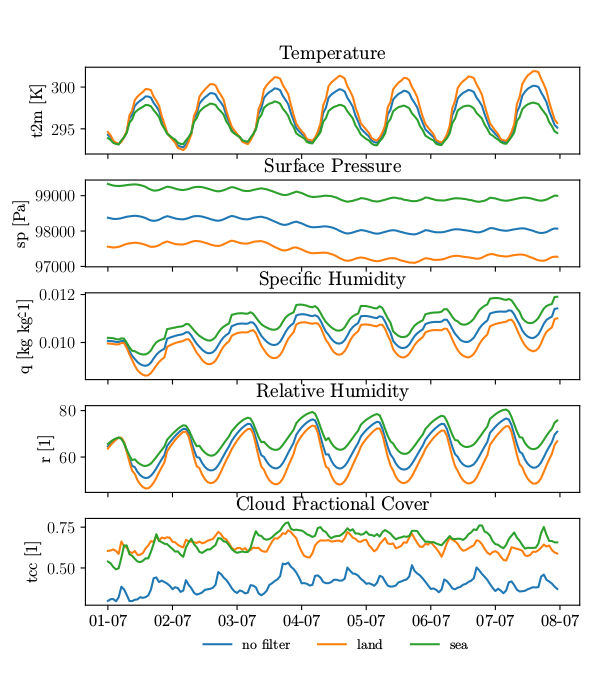 Temperature
t2m [K]
300
295
Surface Pressure
sp [Pa]
99000
98000
97000
Specific Humidity
q [kg kg-1]
0.012
0.010
Relative Humidity
r [1]
80
60
Cloud Fractional Cover
tcc [1]
0.75
0.50
01-07 02-07 03-07 04-07 05-07 06-07 07-07 08-07
no filter land sea